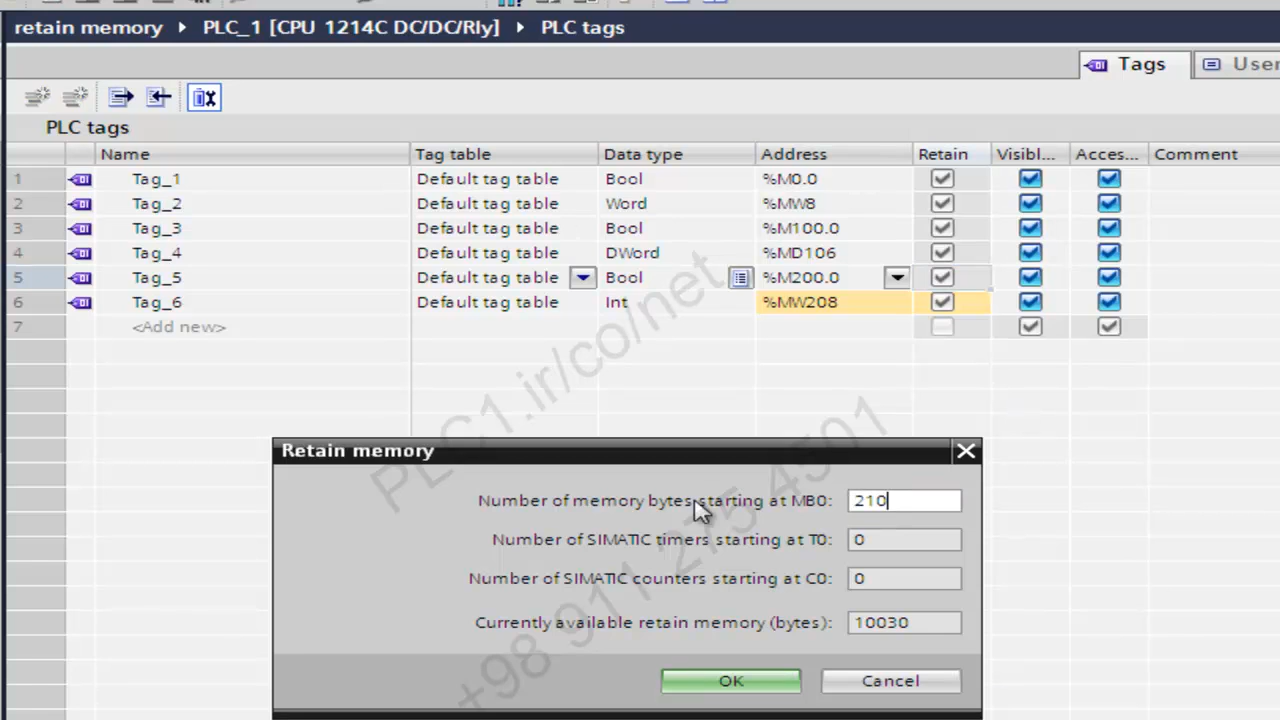 retain memory ▸ PLC_1 [CPU 1214C DC/DC/Rly] ▸ PLC tags
Tags User
PLC tags
Name Tag table Data type Address Retain Visibl... Acces... Comment
1 Tag_1 Default tag table Bool %M0.0
2 Tag_2 Default tag table Word %MW8
3 Tag_3 Default tag table Bool %M100.0
4 Tag_4 Default tag table DWord %MD106
5 Tag_5 Default tag table Bool %M200.0
6 Tag_6 Default tag table Int %MW208
7 <Add new>
PLC1.ir/co/net
+98 911 275 4501
Retain memory
Number of memory bytes starting at MB0: 210
Number of SIMATIC timers starting at T0: 0
Number of SIMATIC counters starting at C0: 0
Currently available retain memory (bytes): 10030
OK Cancel